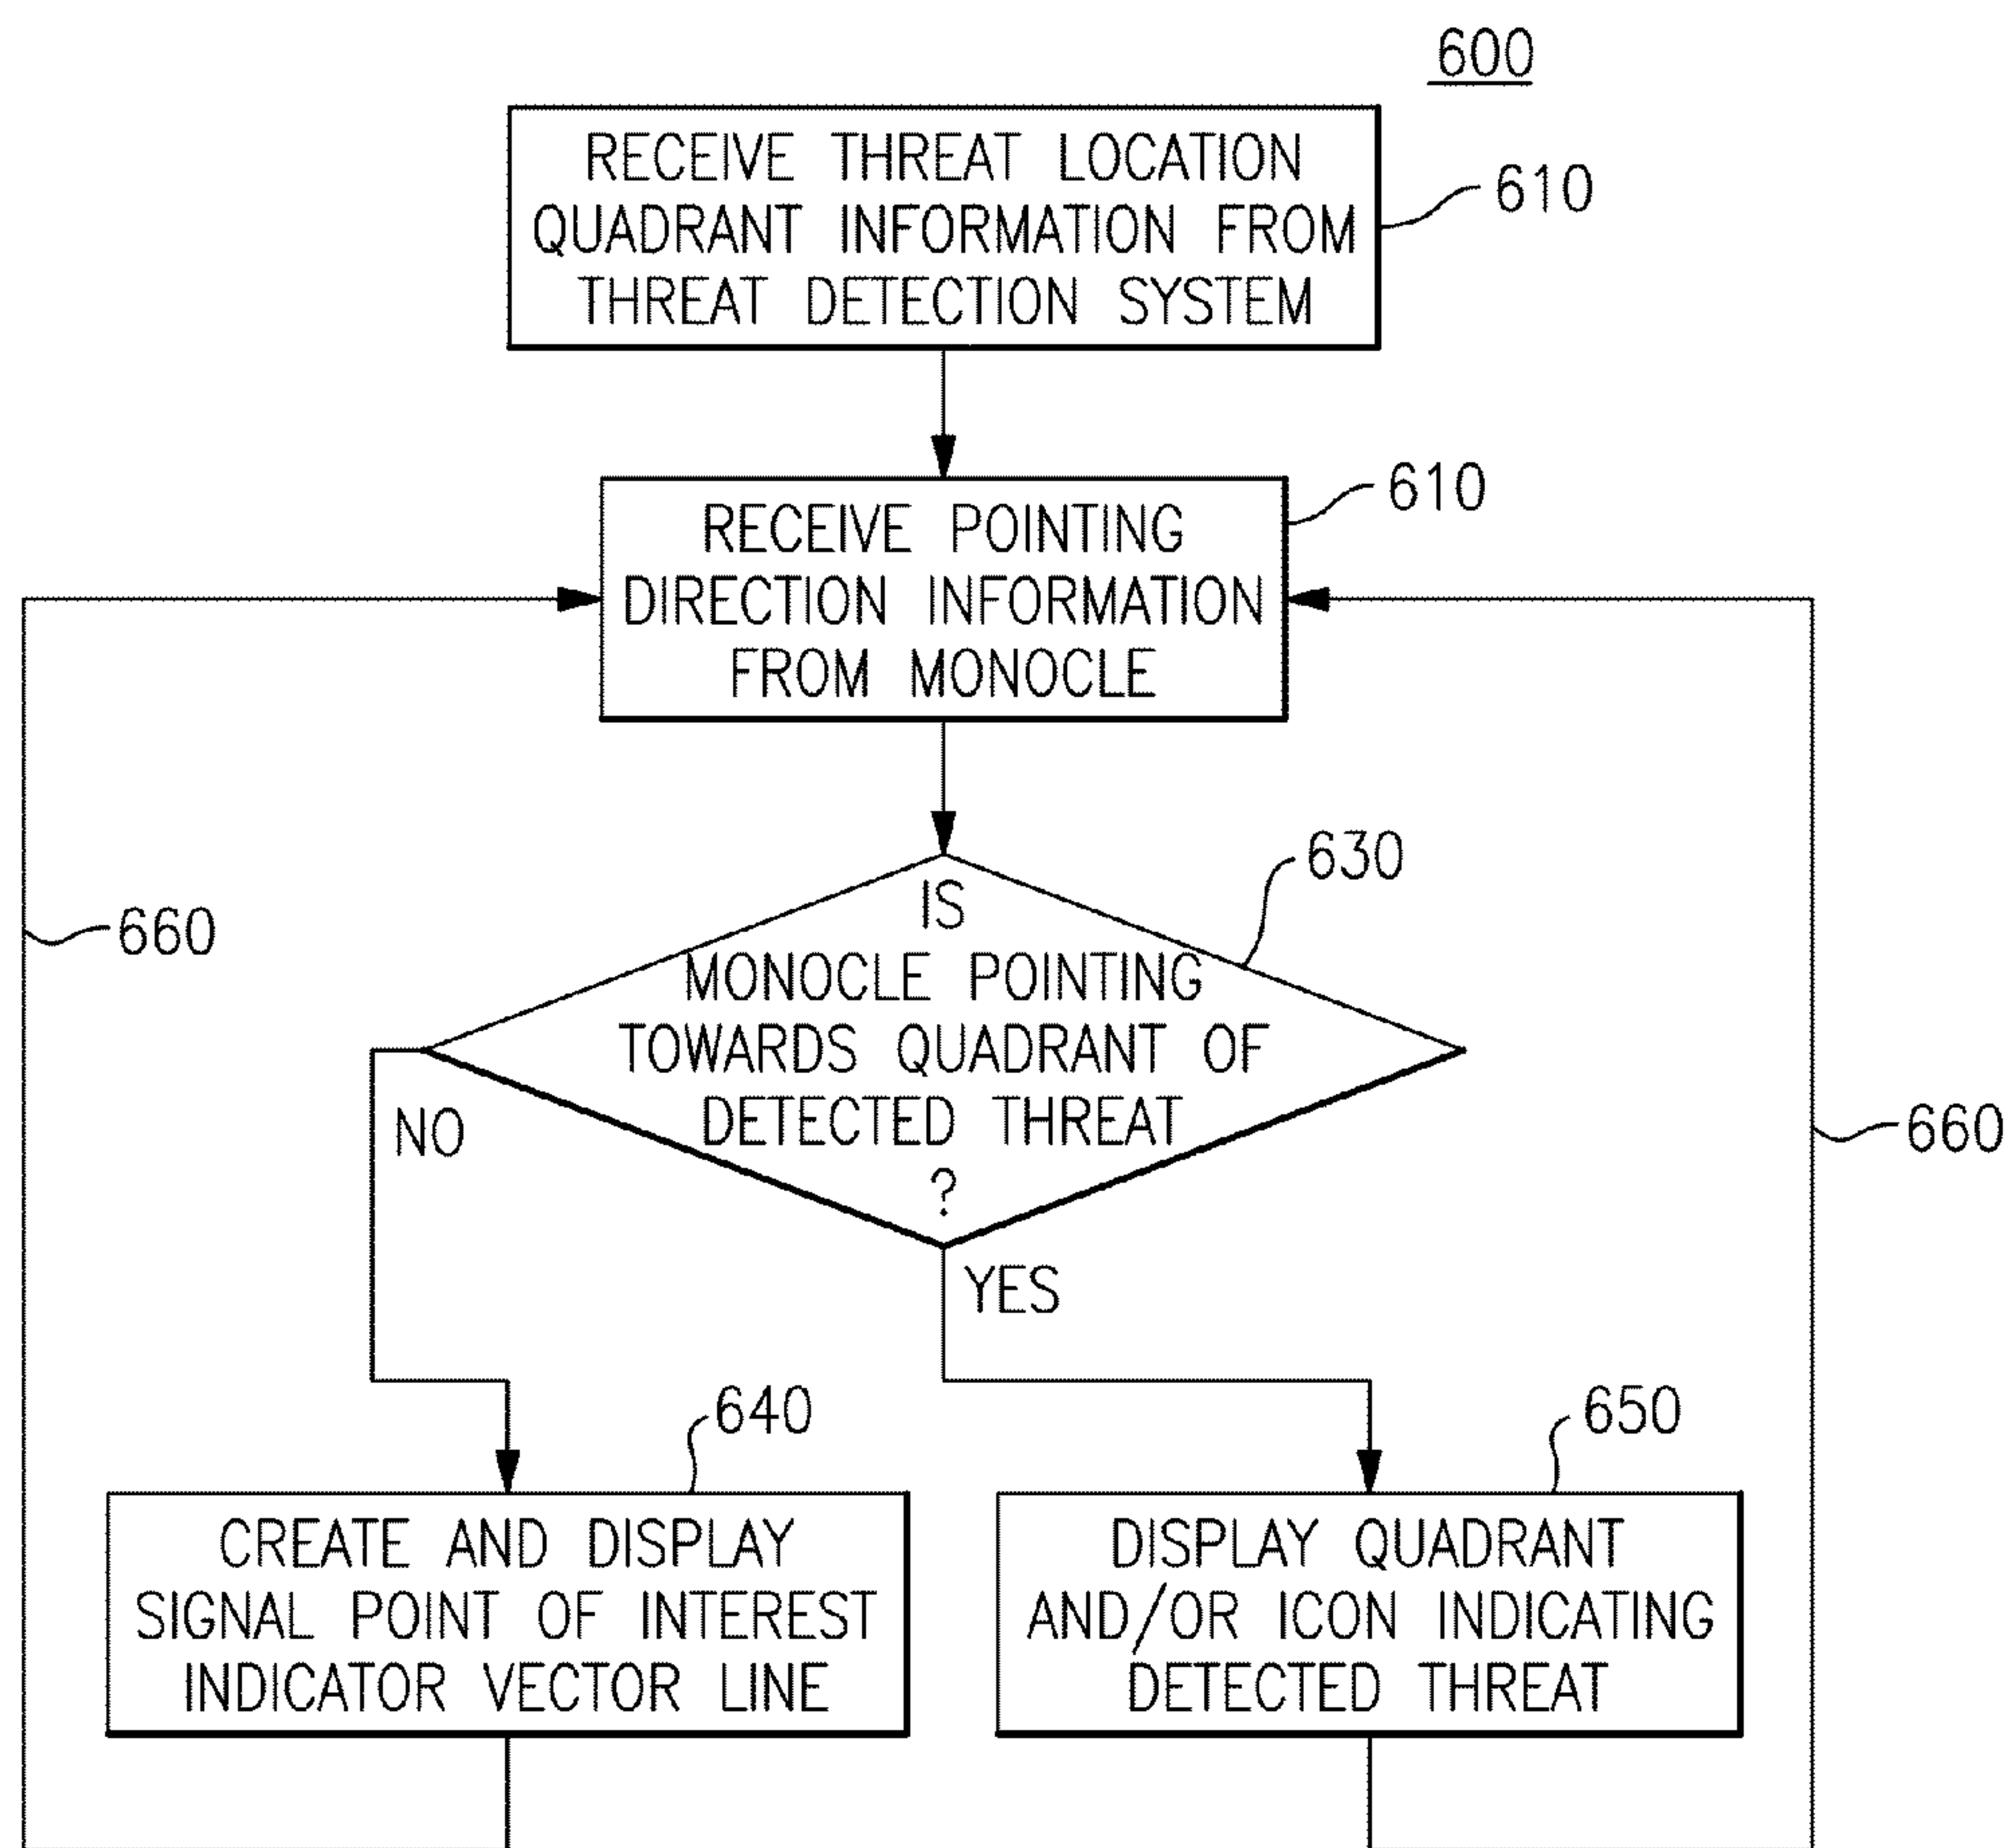 600
RECEIVE THREAT LOCATION
QUADRANT INFORMATION FROM
THREAT DETECTION SYSTEM
610
RECEIVE POINTING
DIRECTION INFORMATION
FROM MONOCLE
610
IS
MONOCLE POINTING
TOWARDS QUADRANT OF
DETECTED THREAT
?
630
660
660
NO
YES
640
CREATE AND DISPLAY
SIGNAL POINT OF INTEREST
INDICATOR VECTOR LINE
650
DISPLAY QUADRANT
AND/OR ICON INDICATING
DETECTED THREAT